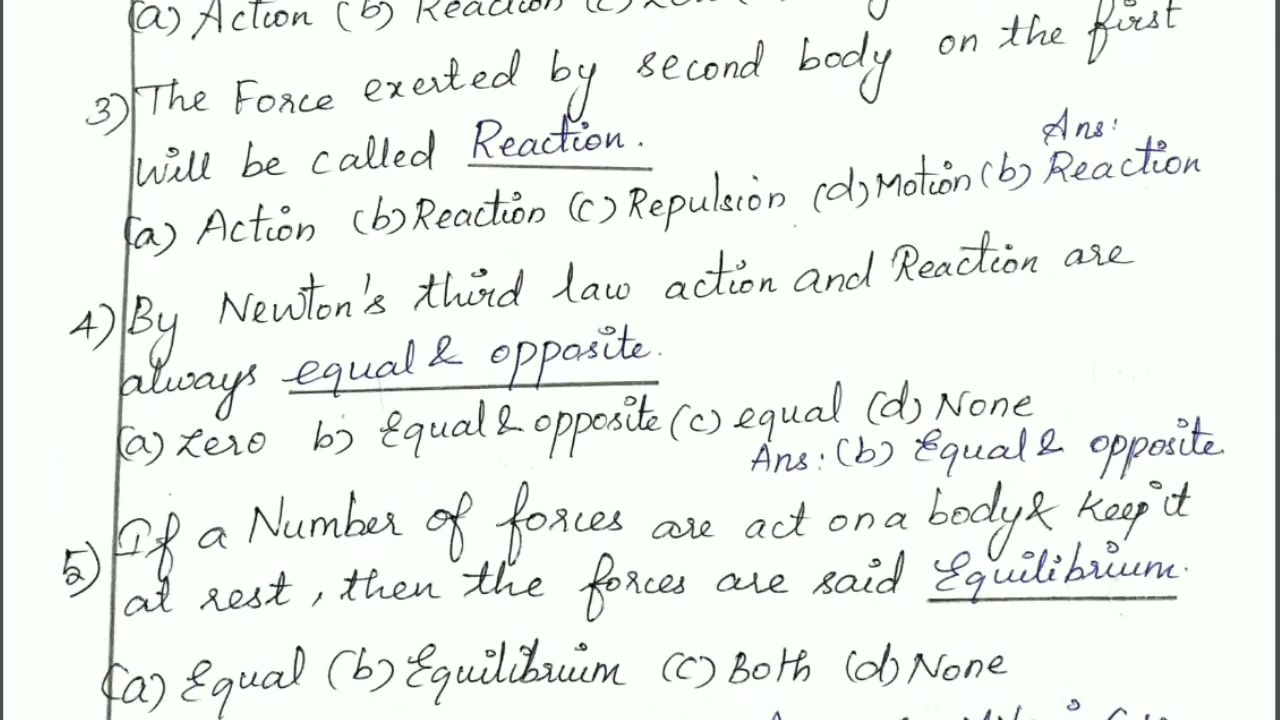 (a) Action (b) Reaction (c)
3) The Force exerted by second body on the first
will be called Reaction.
Ans:
(a) Action (b) Reaction (c) Repulsion (d) Motion (b) Reaction
4) By Newton's third law action and Reaction are
always equal & opposite.
(a) Zero b) Equal & opposite (c) equal (d) None
Ans: (b) Equal & opposite.
5) If a Number of forces are act on a body & keep it
at rest, then the forces are said Equilibrium.
(a) Equal (b) Equilibrium (c) Both (d) None